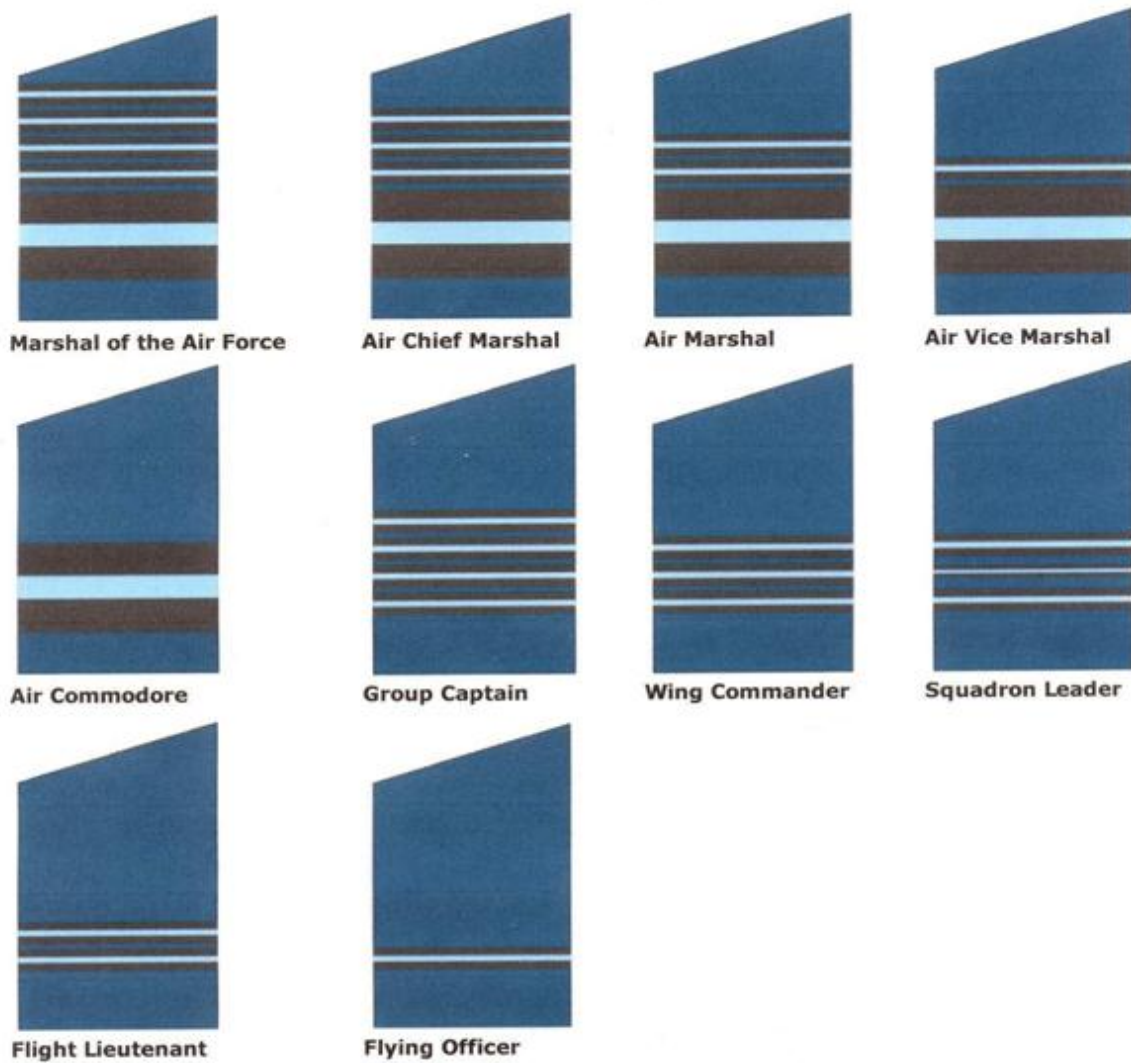 Marshal of the Air Force
Air Chief Marshal
Air Marshal
Air Vice Marshal
Air Commodore
Group Captain
Wing Commander
Squadron Leader
Flight Lieutenant
Flying Officer